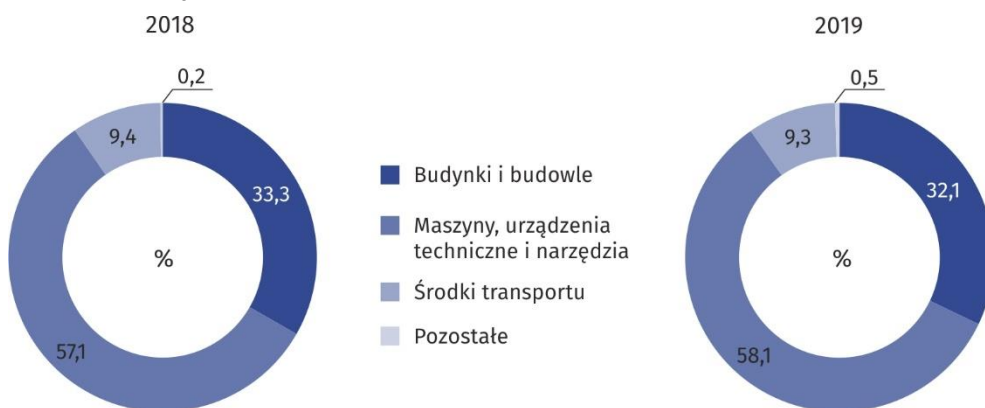 2018
0,2
9,4
33,3
%
57,1
Budynki i budowle
Maszyny, urządzenia
techniczne i narzędzia
Środki transportu
Pozostałe
2019
0,5
9,3
32,1
%
58,1